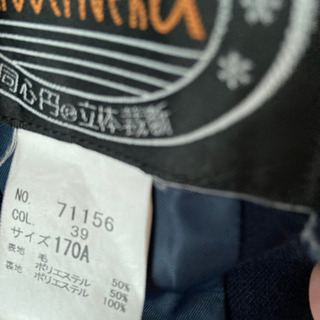 同心円の立体裁断
NO. 71156
COL. 39
サイズ 170A
表地 毛 50%
ポリエステル 50%
裏地 ポリエステル 100%